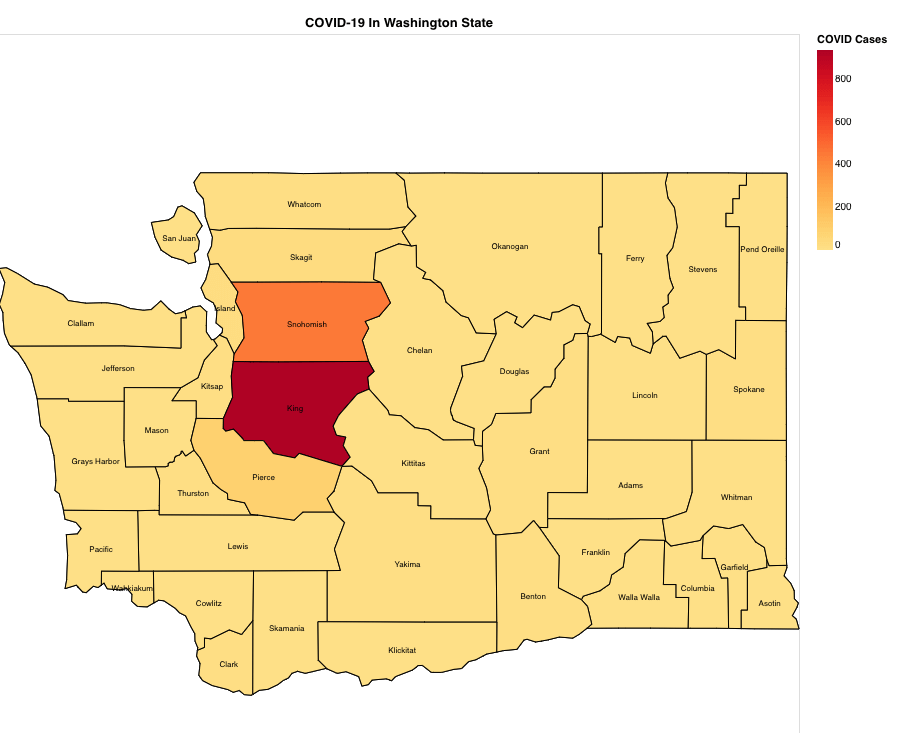 COVID-19 In Washington State
COVID Cases
800
600
400
200
0
Whatcom
San Juan
Skagit
Okanogan
Ferry
Stevens
Pend Oreille
Island
Snohomish
Clallam
Chelan
Jefferson
Douglas
Kitsap
Lincoln
Spokane
King
Mason
Grays Harbor
Grant
Kittitas
Pierce
Thurston
Adams
Whitman
Pacific
Lewis
Yakima
Franklin
Garfield
Wahkiakum
Cowlitz
Benton
Walla Walla
Columbia
Asotin
Skamania
Klickitat
Clark